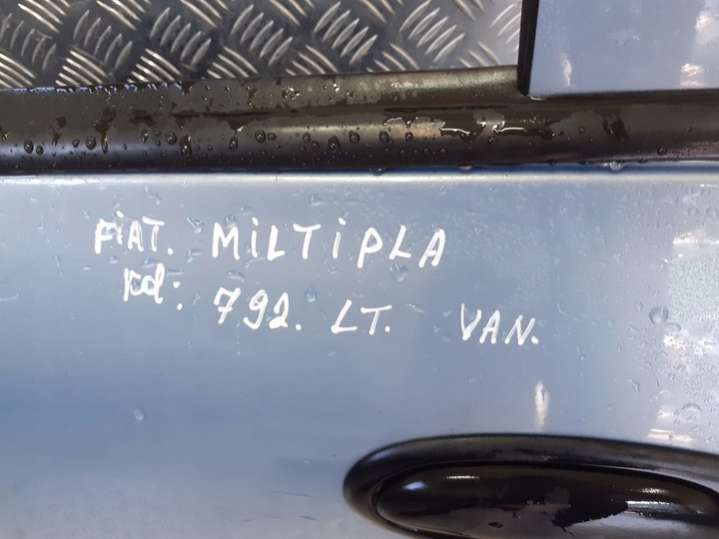 FiAT. MiLTiPLA
kd: 792. LT. VAN.